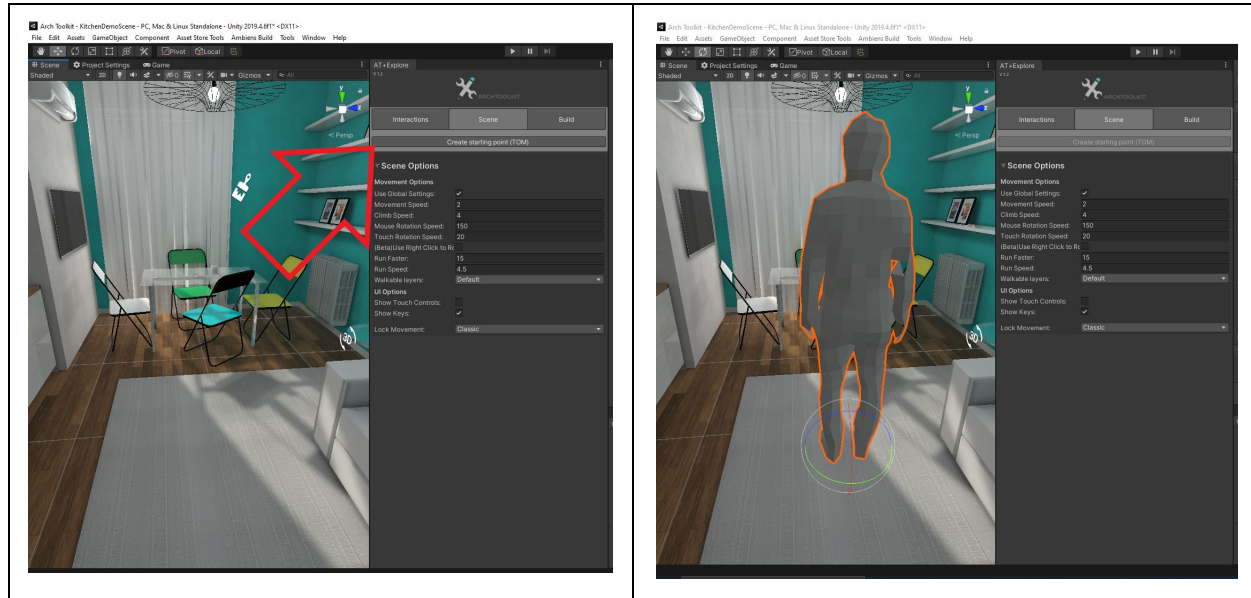 Arch Toolkit - KitchenDemoScene - PC, Mac & Linux Standalone - Unity 2019.4.6f1* <DX11>
File Edit Assets GameObject Component Asset Store Tools Ambiens Build Tools Window Help
Pivot Local
Scene Project Settings Game
Shaded 2D 0 Gizmos All
y
Persp
AT+Explore
V 1.2
ARCHTOOLKIT
Interactions Scene Build
Create starting point (TOM)
Scene Options
Movement Options
Use Global Settings:
Movement Speed: 2
Climb Speed: 4
Mouse Rotation Speed: 150
Touch Rotation Speed: 20
(Beta)Use Right Click to Ro
Run Faster: 15
Run Speed: 4.5
Walkable layers: Default
UI Options
Show Touch Controls:
Show Keys:
Lock Movement: Classic
Arch Toolkit - KitchenDemoScene - PC, Mac & Linux Standalone - Unity 2019.4.6f1* <DX11>
File Edit Assets GameObject Component Asset Store Tools Ambiens Build Tools Window Help
Pivot Local
Scene Project Settings Game
Shaded 2D 0 Gizmos All
y
Persp
AT+Explore
V 1.2
ARCHTOOLKIT
Interactions Scene Build
Create starting point (TOM)
Scene Options
Movement Options
Use Global Settings:
Movement Speed: 2
Climb Speed: 4
Mouse Rotation Speed: 150
Touch Rotation Speed: 20
(Beta)Use Right Click to Ro
Run Faster: 15
Run Speed: 4.5
Walkable layers: Default
UI Options
Show Touch Controls:
Show Keys:
Lock Movement: Classic